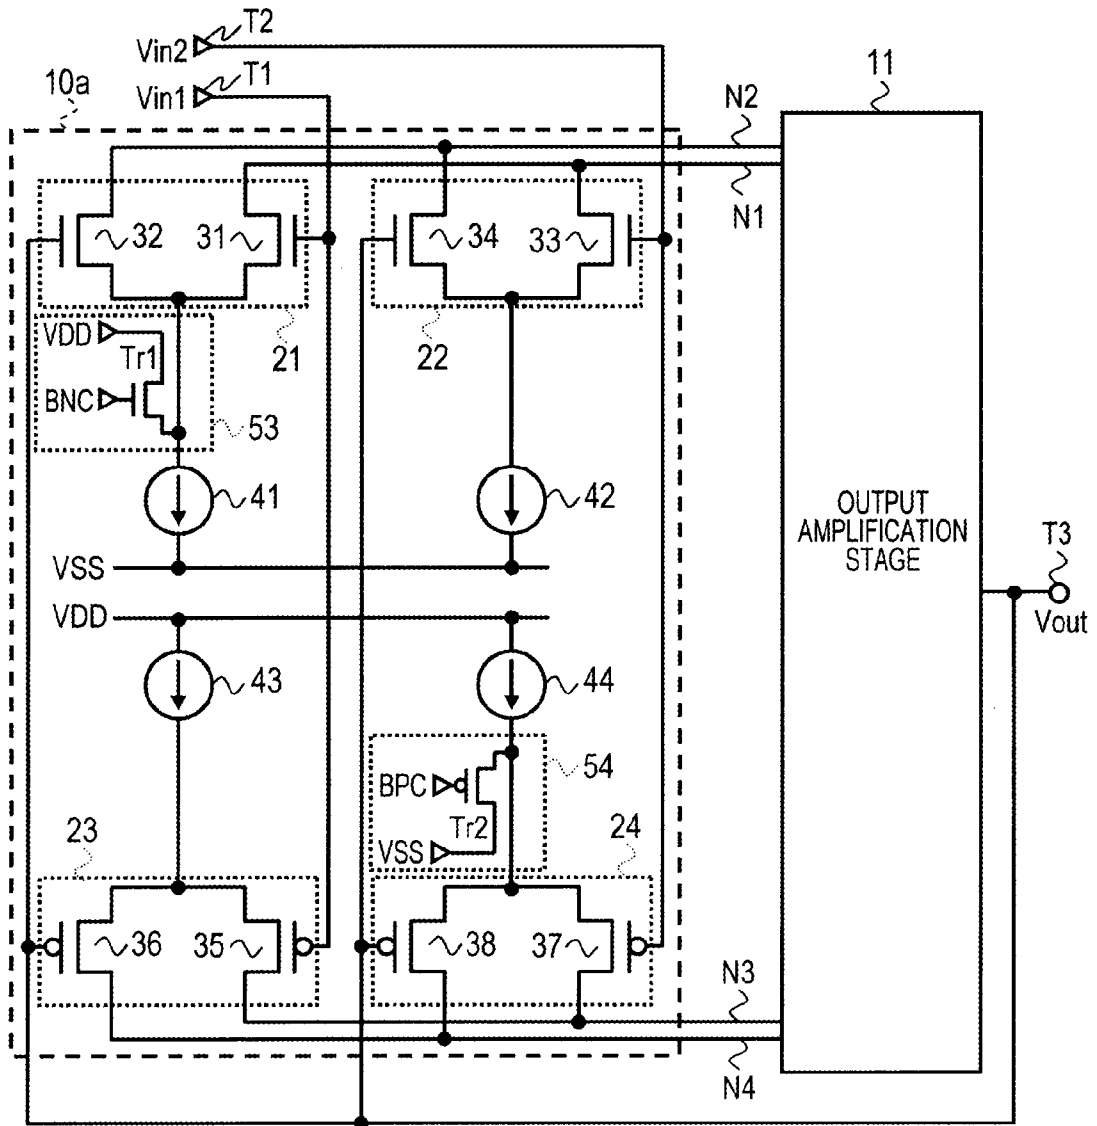 T2
Vin2
T1
Vin1
10a
11
N2
N1
32
31
34
33
21
22
VDD
Tr1
BNC
53
41
42
OUTPUT
AMPLIFICATION
STAGE
T3
Vout
VSS
VDD
43
44
54
BPC
Tr2
VSS
23
24
36
35
38
37
N3
N4